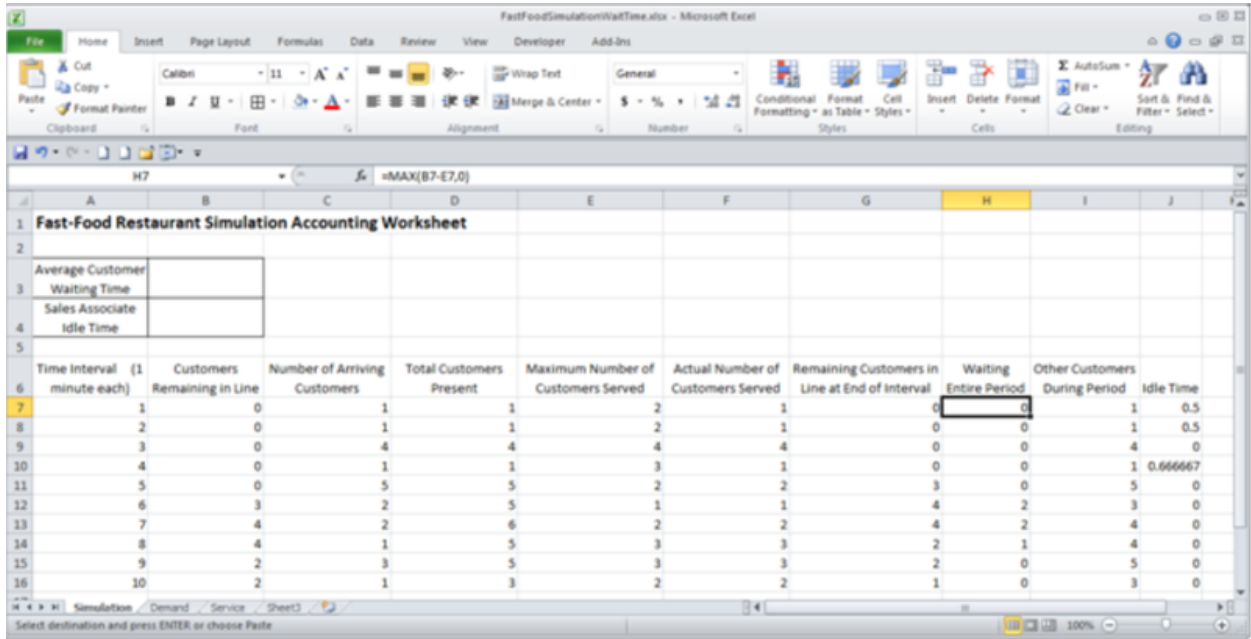 FastFoodSimulationWaitTime.xlsx - Microsoft Excel
File Home Insert Page Layout Formulas Data Review View Developer Add-Ins
Cut
Copy
Format Painter
Paste
Clipboard
Calibri 11
B I U
Font
Wrap Text
Merge & Center
Alignment
General
$ % ,
Number
Conditional Formatting
Format as Table
Cell Styles
Styles
Insert Delete Format
Cells
Σ AutoSum
Fill
Clear
Sort & Filter
Find & Select
Editing
H7 fx =MAX(B7-E7,0)
A B C D E F G H I J
1 Fast-Food Restaurant Simulation Accounting Worksheet
2
3 Average Customer Waiting Time
4 Sales Associate Idle Time
5
6 Time Interval (1 minute each) Customers Remaining in Line Number of Arriving Customers Total Customers Present Maximum Number of Customers Served Actual Number of Customers Served Remaining Customers in Line at End of Interval Waiting Entire Period Other Customers During Period Idle Time
7 1 0 1 1 2 1 0 0 1 0.5
8 2 0 1 1 2 1 0 0 1 0.5
9 3 0 4 4 4 4 0 0 4 0
10 4 0 1 1 3 1 0 0 1 0.666667
11 5 0 5 5 2 2 3 0 5 0
12 6 3 2 5 1 1 4 2 3 0
13 7 4 2 6 2 2 4 2 4 0
14 8 4 1 5 3 3 2 1 4 0
15 9 2 3 5 3 3 2 0 5 0
16 10 2 1 3 2 2 1 0 3 0
Simulation Demand Service Sheet3
Select destination and press ENTER or choose Paste 100%